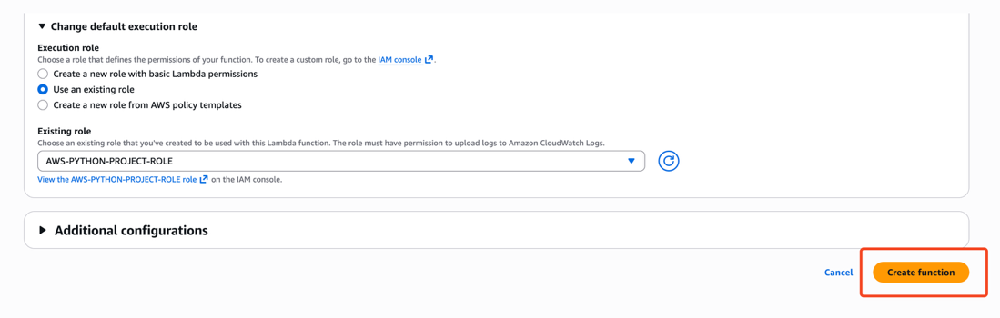 Change default execution role
Execution role
Choose a role that defines the permissions of your function. To create a custom role, go to the IAM console.
Create a new role with basic Lambda permissions
Use an existing role
Create a new role from AWS policy templates
Existing role
Choose an existing role that you've created to be used with this Lambda function. The role must have permission to upload logs to Amazon CloudWatch Logs.
AWS-PYTHON-PROJECT-ROLE
View the AWS-PYTHON-PROJECT-ROLE role on the IAM console.
Additional configurations
Cancel Create function